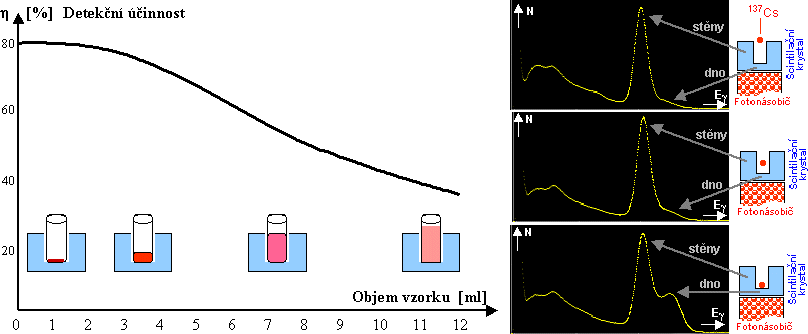 η [%] Detekční účinnost
80
60
40
20
0 1 2 3 4 5 6 7 8 9 10 11 12
Objem vzorku [ml]
N
stěny
dno
Eγ
137Cs
Scintilační
krystal
Fotonásobič
N
stěny
dno
Eγ
Scintilační
krystal
Fotonásobič
N
stěny
dno
Eγ
Scintilační
krystal
Fotonásobič